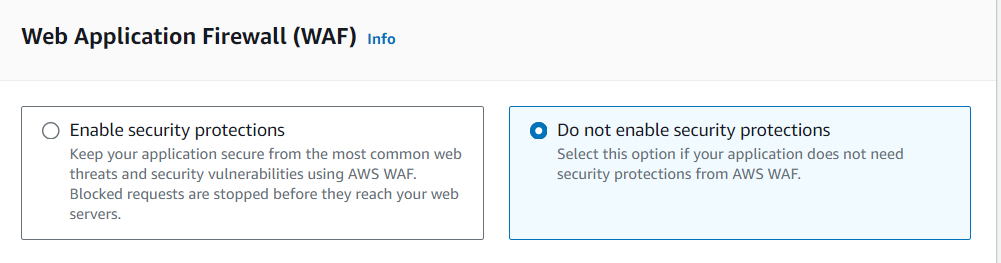 Web Application Firewall (WAF) Info
Enable security protections
Keep your application secure from the most common web
threats and security vulnerabilities using AWS WAF.
Blocked requests are stopped before they reach your web
servers.
Do not enable security protections
Select this option if your application does not need
security protections from AWS WAF.